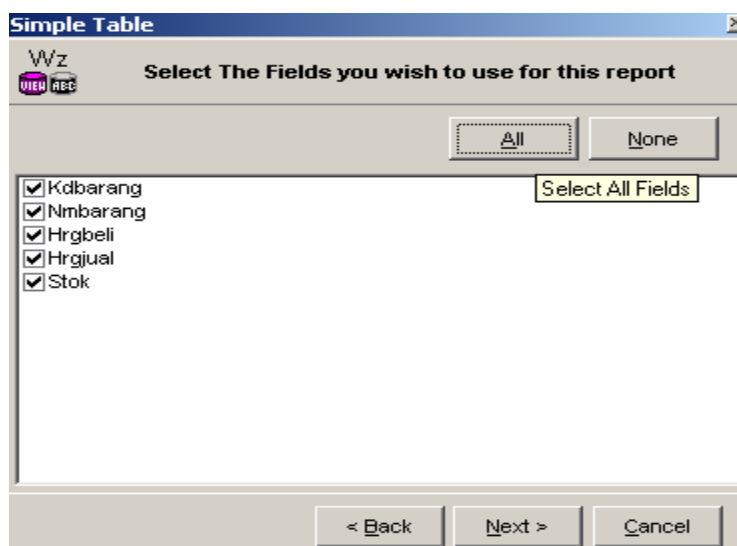 Simple Table
Wz
VIEW ABC
Select The Fields you wish to use for this report
All None
Select All Fields
Kdbarang
Nmbarang
Hrgbeli
Hrgjual
Stok
< Back Next > Cancel